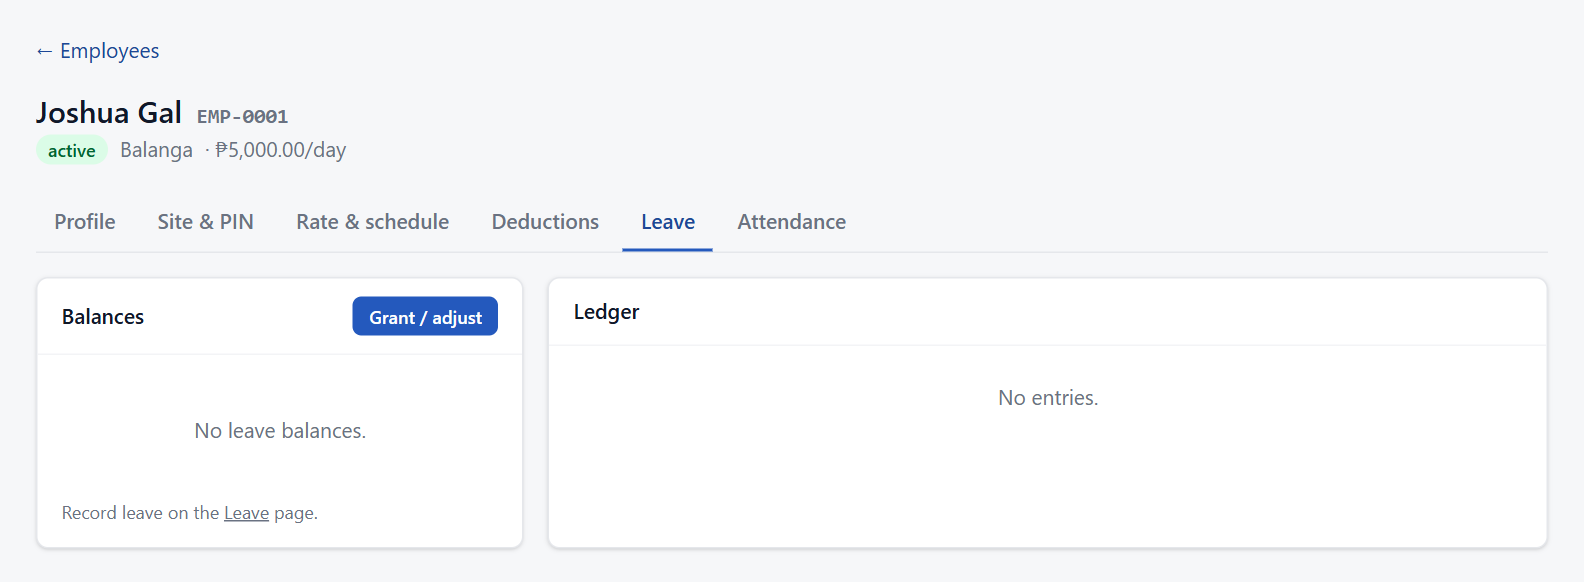 ← Employees
Joshua Gal EMP-0001
active Balanga · ₱5,000.00/day
Profile Site & PIN Rate & schedule Deductions Leave Attendance
Balances Grant / adjust
No leave balances.
Record leave on the Leave page.
Ledger
No entries.